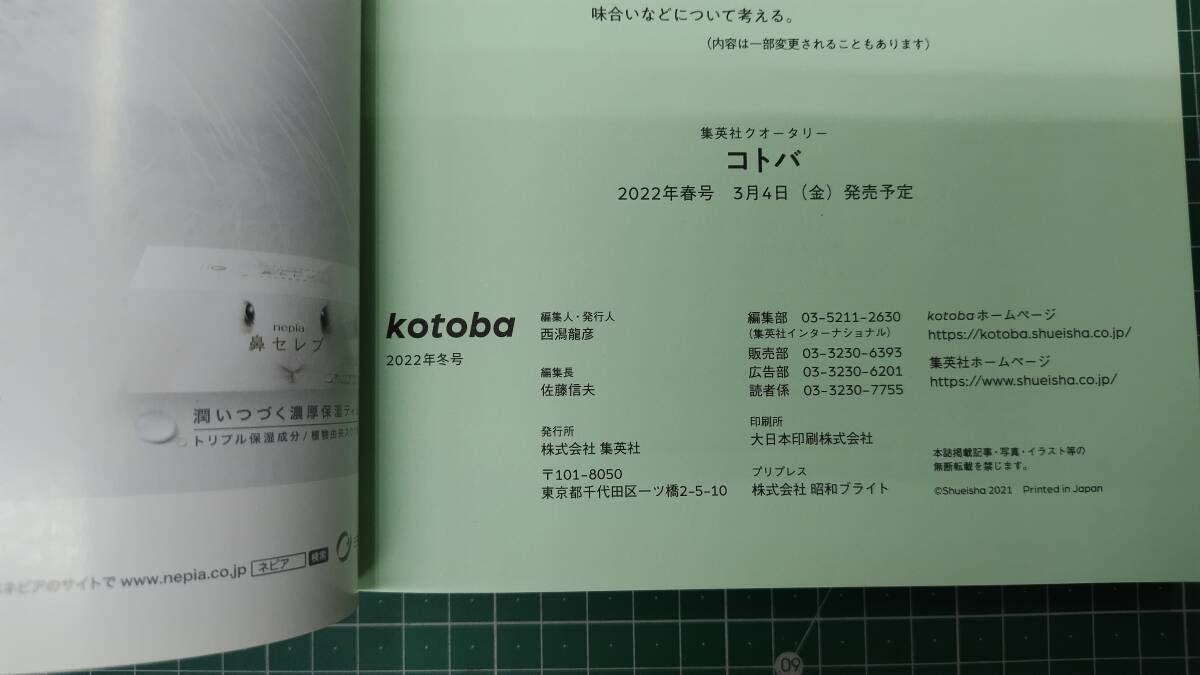 味合いなどについて考える。
（内容は一部変更されることもあります）
集英社クオータリー
コトバ
2022年春号 3月4日（金）発売予定
kotoba
2022年冬号
編集人・発行人
西潟龍彦
編集長
佐藤信夫
発行所
株式会社 集英社
〒101-8050
東京都千代田区一ツ橋2-5-10
編集部 03-5211-2630
（集英社インターナショナル）
販売部 03-3230-6393
広告部 03-3230-6201
読者係 03-3230-7755
印刷所
大日本印刷株式会社
プリプレス
株式会社 昭和ブライト
kotobaホームページ
https://kotoba.shueisha.co.jp/
集英社ホームページ
https://www.shueisha.co.jp/
本誌掲載記事・写真・イラスト等の
無断転載を禁じます。
©Shueisha 2021 Printed in Japan
nepia
鼻セレブ
潤いつづく濃厚保湿ティ
トリプル保湿成分/植物由来スク
ネピアのサイトで www.nepia.co.jp ネピア 検索
09